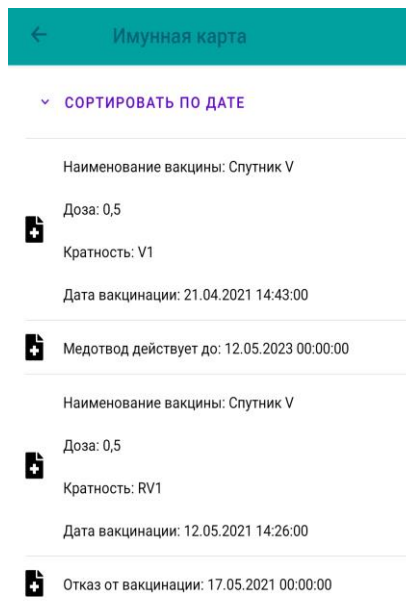 Имунная карта
СОРТИРОВАТЬ ПО ДАТЕ
Наименование вакцины: Спутник V
Доза: 0,5
Кратность: V1
Дата вакцинации: 21.04.2021 14:43:00
Медотвод действует до: 12.05.2023 00:00:00
Наименование вакцины: Спутник V
Доза: 0,5
Кратность: RV1
Дата вакцинации: 12.05.2021 14:26:00
Отказ от вакцинации: 17.05.2021 00:00:00